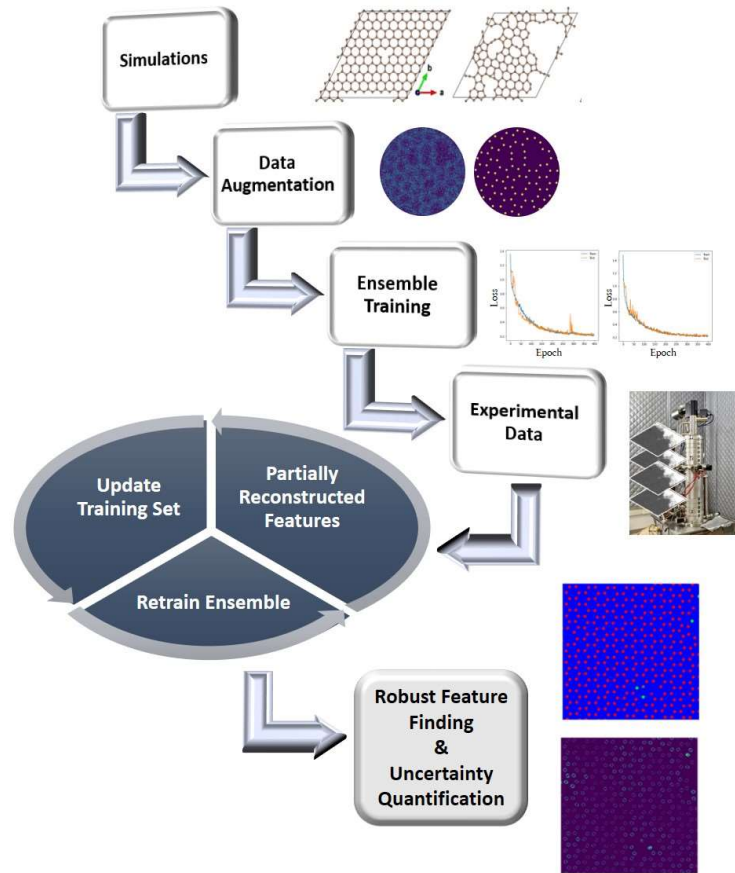 Simulations
b
a
Data
Augmentation
Ensemble
Training
Loss
Epoch
Loss
Epoch
Experimental
Data
Update
Training Set
Partially
Reconstructed
Features
Retrain Ensemble
Robust Feature
Finding
&
Uncertainty
Quantification